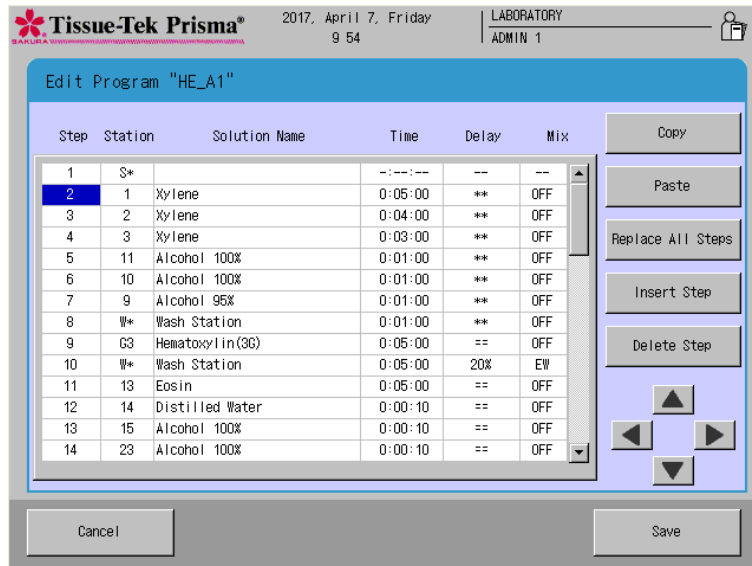 Tissue-Tek Prisma®
SAKURA
2017, April 7, Friday
9 54
LABORATORY
ADMIN 1
Edit Program "HE_A1"
Step Station Solution Name Time Delay Mix
1 S* -:--:-- -- --
2 1 Xylene 0:05:00 ** OFF
3 2 Xylene 0:04:00 ** OFF
4 3 Xylene 0:03:00 ** OFF
5 11 Alcohol 100% 0:01:00 ** OFF
6 10 Alcohol 100% 0:01:00 ** OFF
7 9 Alcohol 95% 0:01:00 ** OFF
8 W* Wash Station 0:01:00 ** OFF
9 G3 Hematoxylin(3G) 0:05:00 == OFF
10 W* Wash Station 0:05:00 20% EW
11 13 Eosin 0:05:00 == OFF
12 14 Distilled Water 0:00:10 == OFF
13 15 Alcohol 100% 0:00:10 == OFF
14 23 Alcohol 100% 0:00:10 == OFF
Copy
Paste
Replace All Steps
Insert Step
Delete Step
Cancel
Save